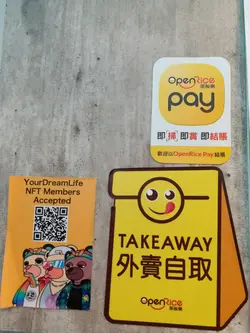 OpenRice
開飯喇
pay
即掃即賞即結賬
歡迎以OpenRice Pay結賬
YourDreamLife
NFT Members
Accepted
TAKEAWAY
外賣自取
OpenRice
開飯喇